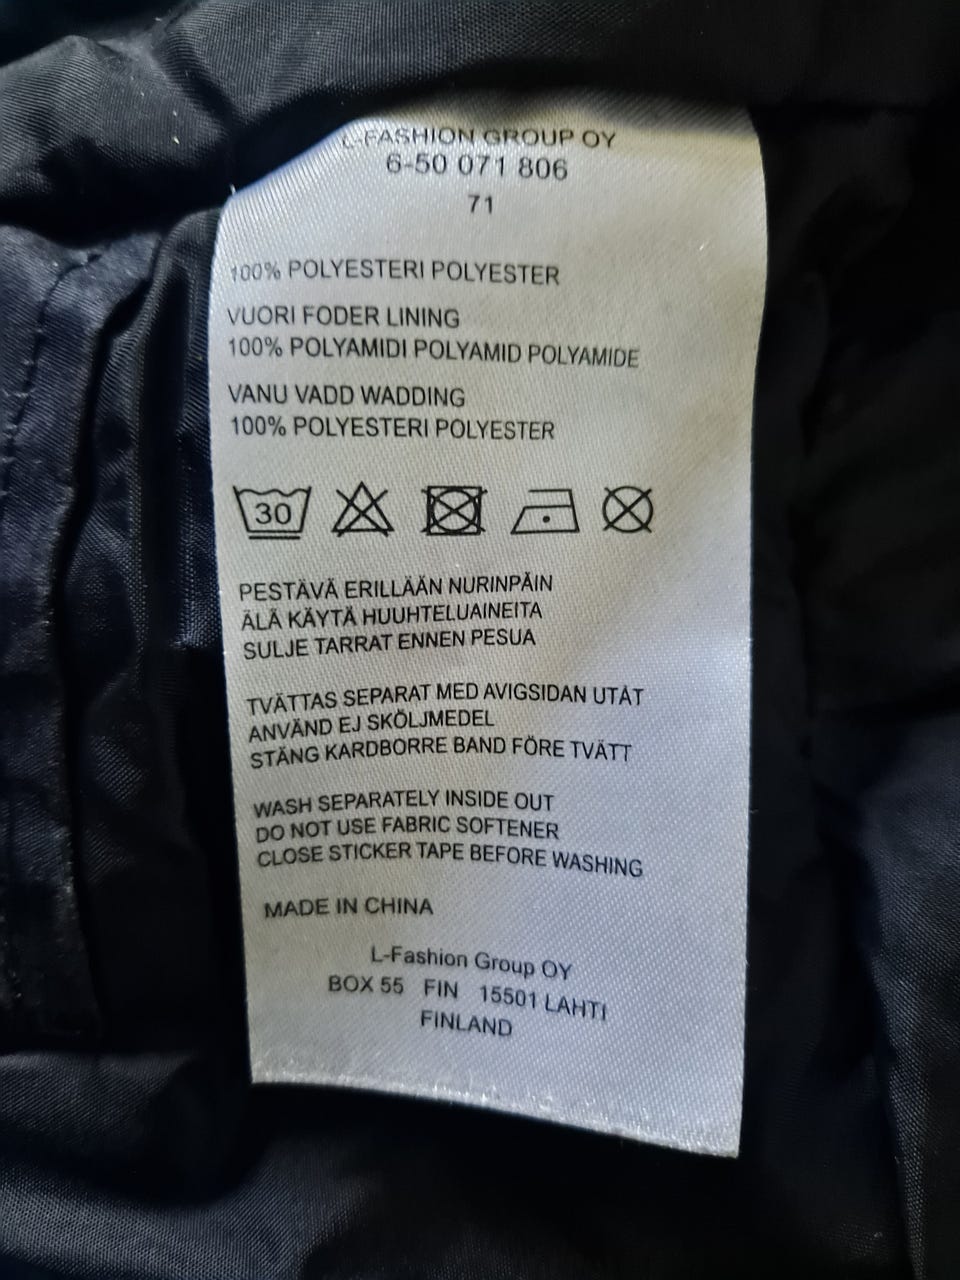 L-FASHION GROUP OY
6-50 071 806
71
100% POLYESTERI POLYESTER
VUORI FODER LINING
100% POLYAMIDI POLYAMID POLYAMIDE
VANU VADD WADDING
100% POLYESTERI POLYESTER
30
PESTÄVÄ ERILLÄÄN NURINPÄIN
ÄLÄ KÄYTÄ HUUHTELUAINEITA
SULJE TARRAT ENNEN PESUA
TVÄTTAS SEPARAT MED AVIGSIDAN UTÅT
ANVÄND EJ SKÖLJMEDEL
STÄNG KARDBORRE BAND FÖRE TVÄTT
WASH SEPARATELY INSIDE OUT
DO NOT USE FABRIC SOFTENER
CLOSE STICKER TAPE BEFORE WASHING
MADE IN CHINA
L-Fashion Group OY
BOX 55 FIN 15501 LAHTI
FINLAND